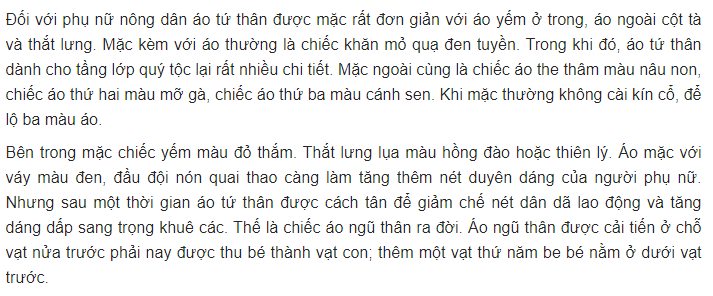 Đối với phụ nữ nông dân áo tứ thân được mặc rất đơn giản với áo yếm ở trong, áo ngoài cột tà
và thắt lưng. Mặc kèm với áo thường là chiếc khăn mỏ quạ đen tuyền. Trong khi đó, áo tứ thân
dành cho tầng lớp quý tộc lại rất nhiều chi tiết. Mặc ngoài cùng là chiếc áo the thâm màu nâu non,
chiếc áo thứ hai màu mỡ gà, chiếc áo thứ ba màu cánh sen. Khi mặc thường không cài kín cổ, để
lộ ba màu áo.
Bên trong mặc chiếc yếm màu đỏ thắm. Thắt lưng lụa màu hồng đào hoặc thiên lý. Áo mặc với
váy màu đen, đầu đội nón quai thao càng làm tăng thêm nét duyên dáng của người phụ nữ.
Nhưng sau một thời gian áo tứ thân được cách tân để giảm chế nét dân dã lao động và tăng
dáng dấp sang trọng khuê các. Thế là chiếc áo ngũ thân ra đời. Áo ngũ thân được cải tiến ở chỗ
vạt nửa trước phải nay được thu bé thành vạt con; thêm một vạt thứ năm be bé nằm ở dưới vạt
trước.